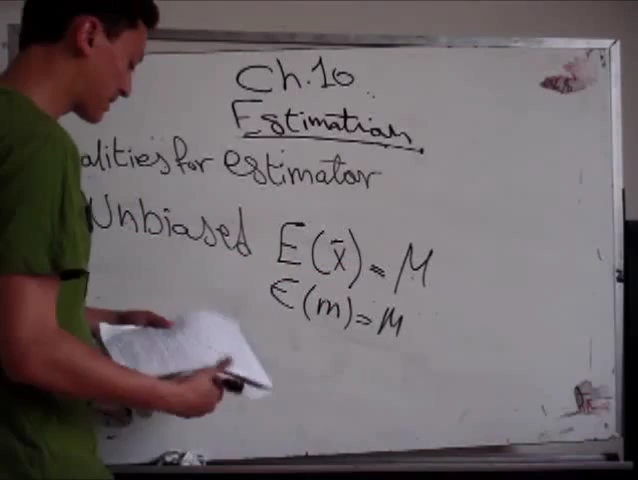 Ch.10
Estimation
alities for estimator
Unbiased E(x̄) = M
E(m) = M